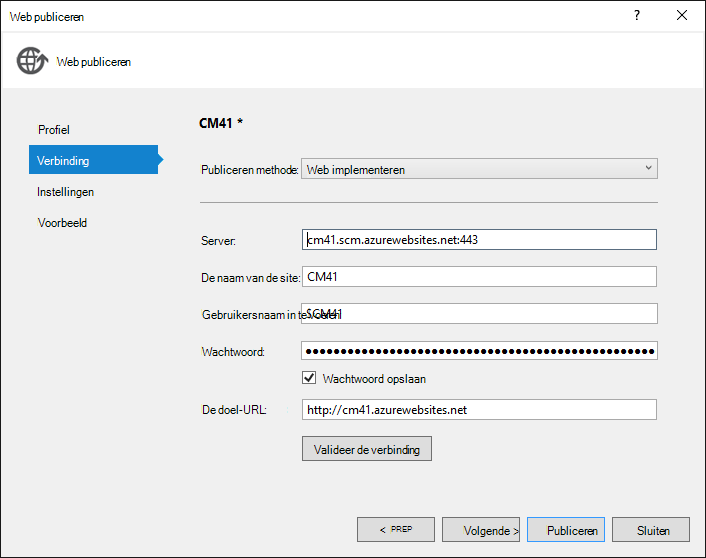 Web publiceren
?
Web publiceren
CM41 *
Profiel
Verbinding
Instellingen
Voorbeeld
Publiceren methode: Web implementeren
Server: cm41.scm.azurewebsites.net:443
De naam van de site: CM41
Gebruikersnaam in te voeren $CM41
Wachtwoord: ●●●●●●●●●●●●●●●●●●●●●●●●●●●●●●●●●●●●●●●●●●●●●●●●●●
Wachtwoord opslaan
De doel-URL: http://cm41.azurewebsites.net
Valideer de verbinding
< PREP Volgende > Publiceren Sluiten